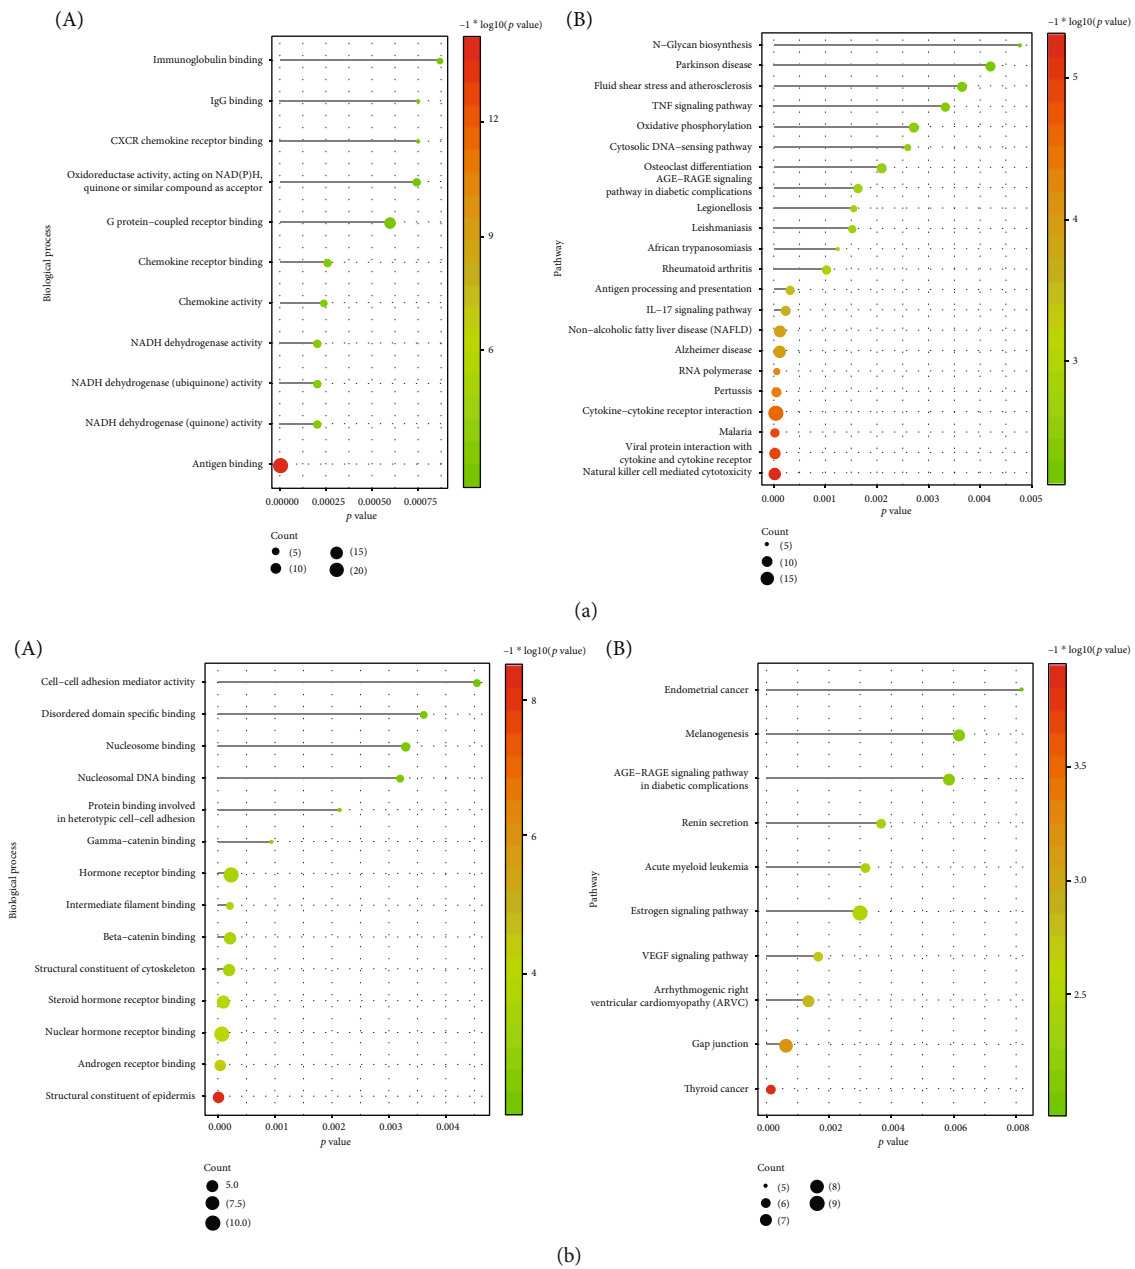 (A)
−1 * log10(p value)
Immunoglobulin binding
IgG binding
CXCR chemokine receptor binding
Oxidoreductase activity, acting on NAD(P)H,
quinone or similar compound as acceptor
G protein−coupled receptor binding
Chemokine receptor binding
Chemokine activity
NADH dehydrogenase activity
NADH dehydrogenase (ubiquinone) activity
NADH dehydrogenase (quinone) activity
Antigen binding
Biological process
0.00000 0.00025 0.00050 0.00075
p value
12
9
6
Count
(5) (15)
(10) (20)
(B)
−1 * log10(p value)
N−Glycan biosynthesis
Parkinson disease
Fluid shear stress and atherosclerosis
TNF signaling pathway
Oxidative phosphorylation
Cytosolic DNA−sensing pathway
Osteoclast differentiation
AGE−RAGE signaling
pathway in diabetic complications
Legionellosis
Leishmaniasis
African trypanosomiasis
Rheumatoid arthritis
Antigen processing and presentation
IL−17 signaling pathway
Non−alcoholic fatty liver disease (NAFLD)
Alzheimer disease
RNA polymerase
Pertussis
Cytokine−cytokine receptor interaction
Malaria
Viral protein interaction with
cytokine and cytokine receptor
Natural killer cell mediated cytotoxicity
Pathway
0.000 0.001 0.002 0.003 0.004 0.005
p value
5
4
3
Count
(5)
(10)
(15)
(a)
(A)
−1 * log10(p value)
Cell−cell adhesion mediator activity
Disordered domain specific binding
Nucleosome binding
Nucleosomal DNA binding
Protein binding involved
in heterotypic cell−cell adhesion
Gamma−catenin binding
Hormone receptor binding
Intermediate filament binding
Beta−catenin binding
Structural constituent of cytoskeleton
Steroid hormone receptor binding
Nuclear hormone receptor binding
Androgen receptor binding
Structural constituent of epidermis
Biological process
0.000 0.001 0.002 0.003 0.004
p value
8
6
4
Count
5.0
(7.5)
(10.0)
(B)
−1 * log10(p value)
Endometrial cancer
Melanogenesis
AGE−RAGE signaling pathway
in diabetic complications
Renin secretion
Acute myeloid leukemia
Estrogen signaling pathway
VEGF signaling pathway
Arrhythmogenic right
ventricular cardiomyopathy (ARVC)
Gap junction
Thyroid cancer
Pathway
0.000 0.002 0.004 0.006 0.008
p value
3.5
3.0
2.5
Count
(5) (8)
(6) (9)
(7)
(b)